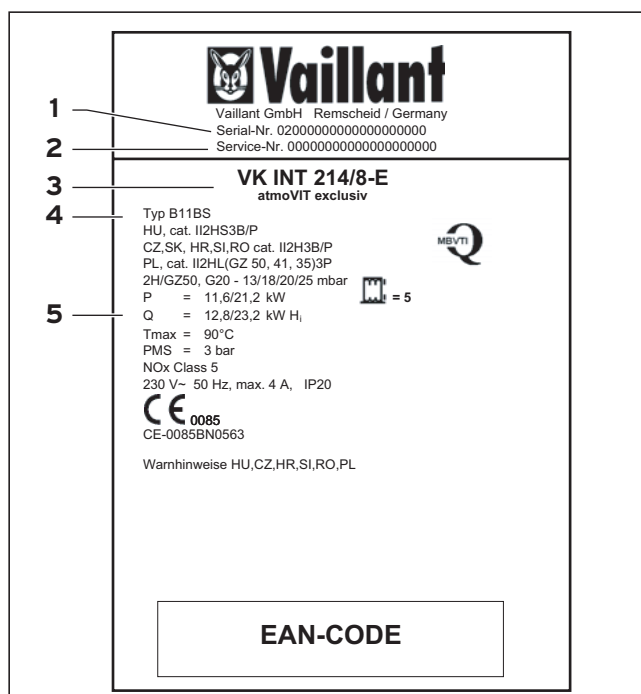 Vaillant
Vaillant GmbH Remscheid / Germany
1 Serial-Nr. 02000000000000000000
2 Service-Nr. 00000000000000000000
3 VK INT 214/8-E
atmoVIT exclusiv
4 Typ B11BS
HU, cat. II2HS3B/P
CZ,SK, HR,SI,RO cat. II2H3B/P
PL, cat. II2HL(GZ 50, 41, 35)3P
2H/GZ50, G20 - 13/18/20/25 mbar
P = 11,6/21,2 kW
= 5
5 Q = 12,8/23,2 kW Hi
Tmax = 90°C
PMS = 3 bar
NOx Class 5
230 V~ 50 Hz, max. 4 A, IP20
MBVTI Q
CE 0085
CE-0085BN0563
Warnhinweise HU,CZ,HR,SI,RO,PL
EAN-CODE